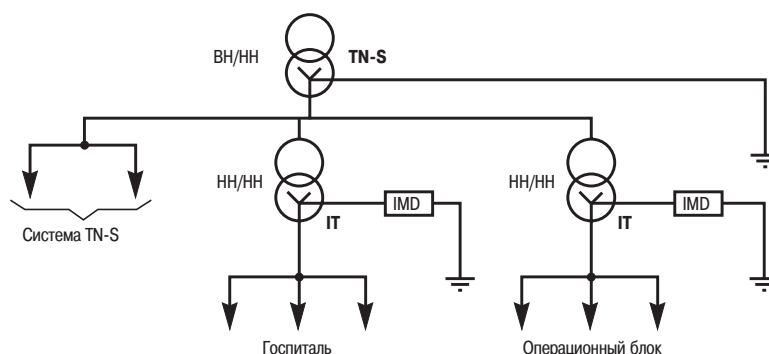 ВН/НН
TN-S
НН/НН
IMD
IT
НН/НН
IMD
IT
Система TN-S
Госпиталь
Операционный блок